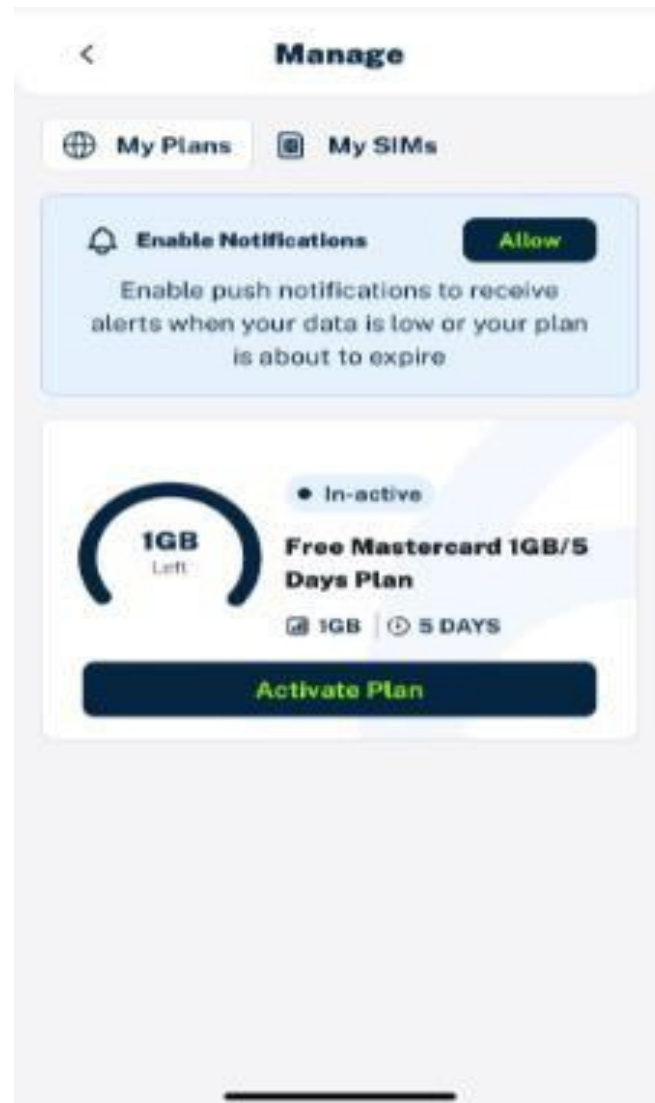 Manage
My Plans
My SIMs
Enable Notifications
Allow
Enable push notifications to receive
alerts when your data is low or your plan
is about to expire
In-active
1GB
Left
Free Mastercard 1GB/5
Days Plan
1GB
5 DAYS
Activate Plan